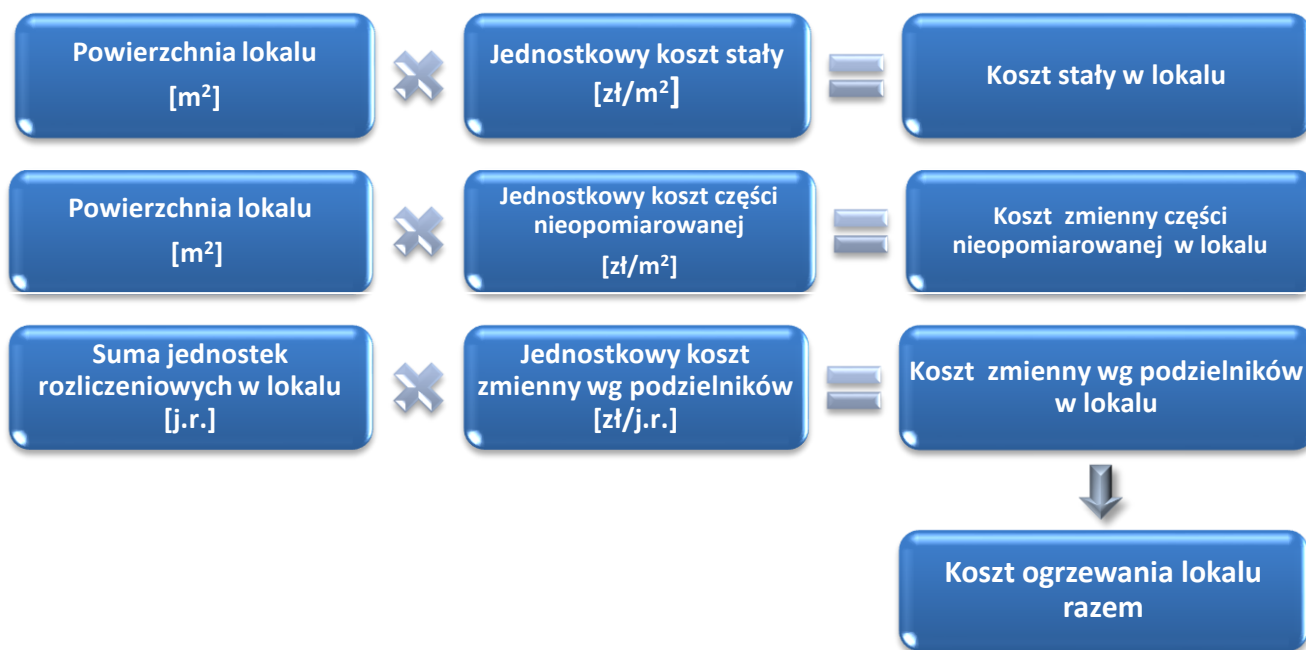 Powierzchnia lokalu
[m²]
Jednostkowy koszt stały
[zł/m²]
Koszt stały w lokalu
Powierzchnia lokalu
[m²]
Jednostkowy koszt części
nieopomiarowanej
[zł/m²]
Koszt zmienny części
nieopomiarowanej w lokalu
Suma jednostek
rozliczeniowych w lokalu
[j.r.]
Jednostkowy koszt
zmienny wg podzielników
[zł/j.r.]
Koszt zmienny wg podzielników
w lokalu
Koszt ogrzewania lokalu
razem